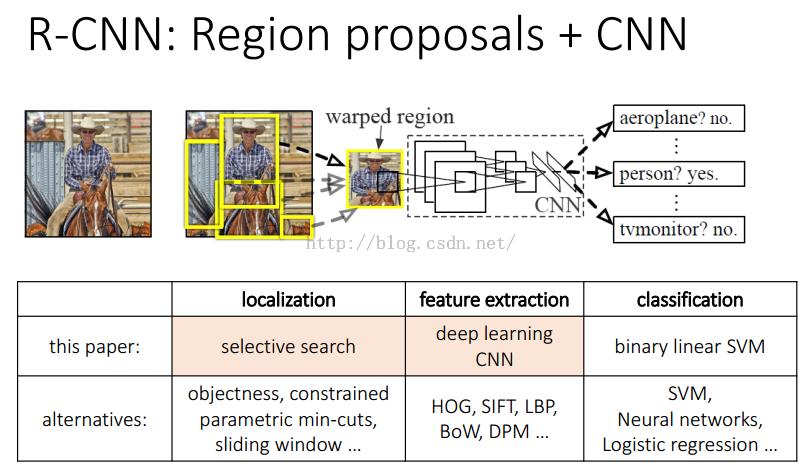 R-CNN: Region proposals + CNN
warped region
aeroplane? no.
⋮
person? yes.
⋮
tvmonitor? no.
CNN
http://blog.csdn.net/
localization feature extraction classification
this paper: selective search deep learning CNN binary linear SVM
alternatives: objectness, constrained parametric min-cuts, sliding window ... HOG, SIFT, LBP, BoW, DPM ... SVM, Neural networks, Logistic regression ...